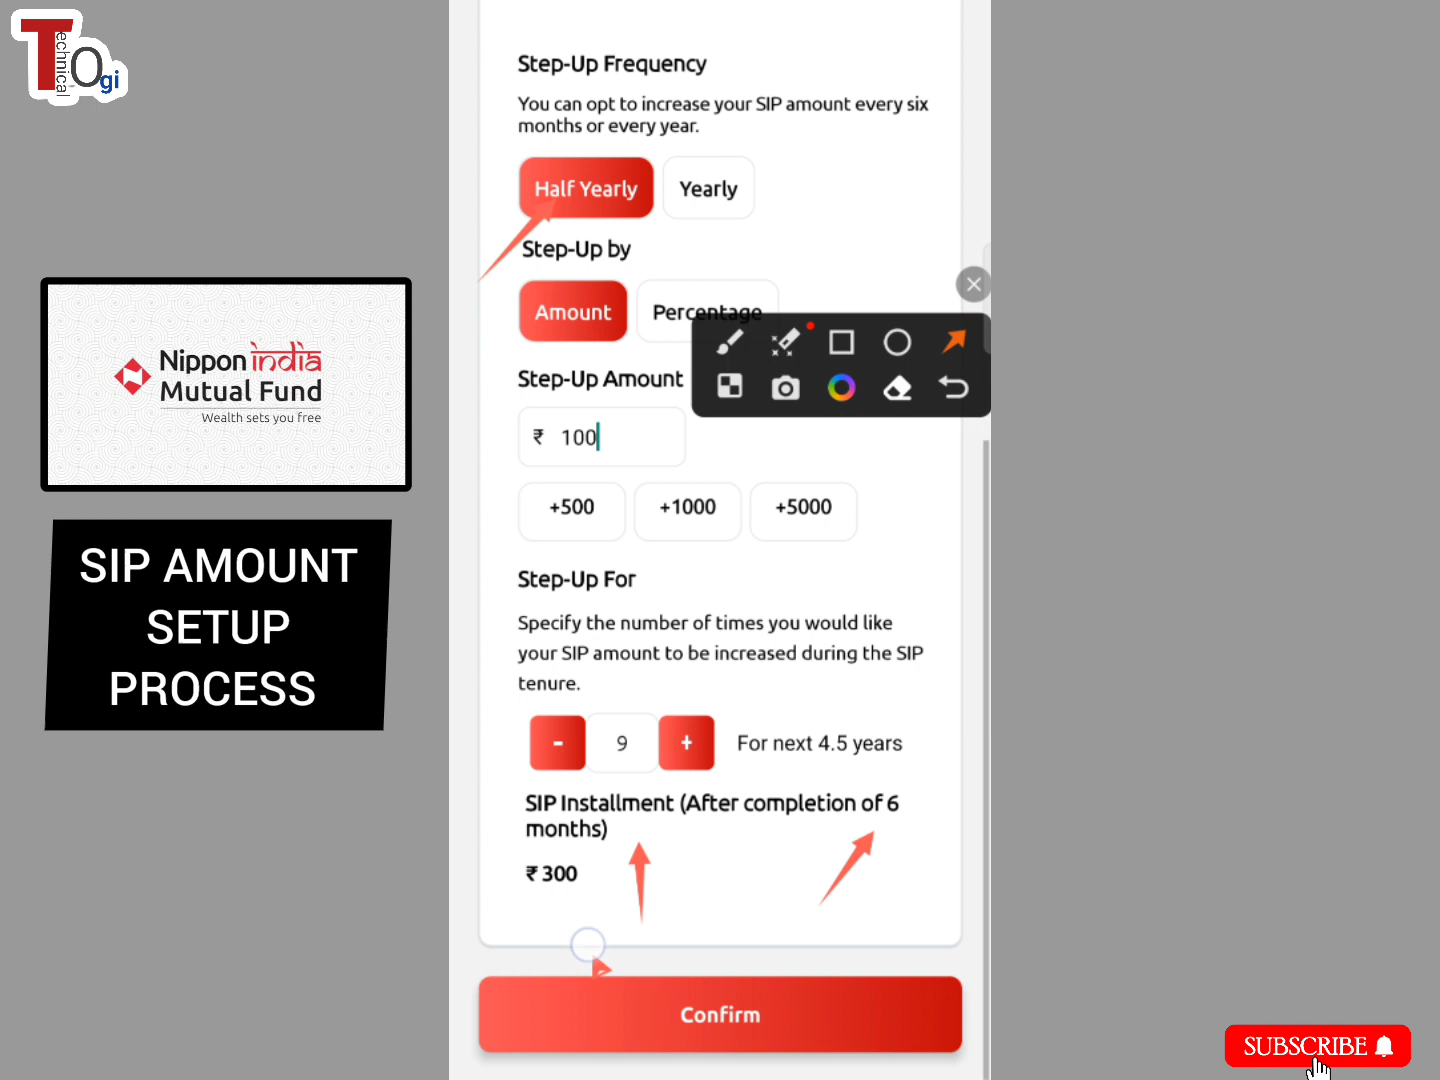 Technical
Ogi
Step-Up Frequency
You can opt to increase your SIP amount every six
months or every year.
Half Yearly
Yearly
Step-Up by
Amount
Percentage
Step-Up Amount
₹ 100
+500
+1000
+5000
Step-Up For
Specify the number of times you would like
your SIP amount to be increased during the SIP
tenure.
-
9
+
For next 4.5 years
SIP Installment (After completion of 6
months)
₹ 300
Confirm
Nippon india
Mutual Fund
Wealth sets you free
SIP AMOUNT
SETUP
PROCESS
SUBSCRIBE